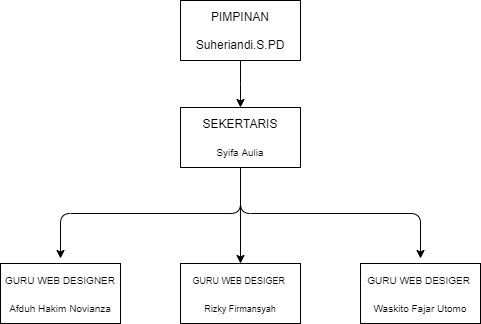 PIMPINAN
Suheriandi.S.PD
SEKERTARIS
Syifa Aulia
GURU WEB DESIGNER
Afduh Hakim Novianza
GURU WEB DESIGER
Rizky Firmansyah
GURU WEB DESIGER
Waskito Fajar Utomo